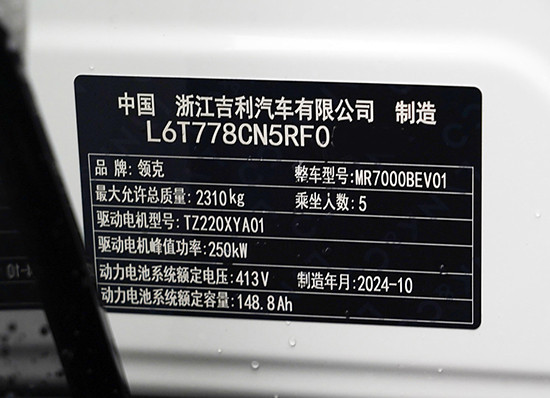 中国 浙江吉利汽车有限公司 制造
L6T778CN5RF0
品 牌:领克 整车型号:MR7000BEV01
最大允许总质量:2310kg 乘坐人数:5
驱动电机型号:TZ220XYA01
驱动电机峰值功率:250kW
动力电池系统额定电压:413V 制造年月:2024-10
动力电池系统额定容量:148.8Ah